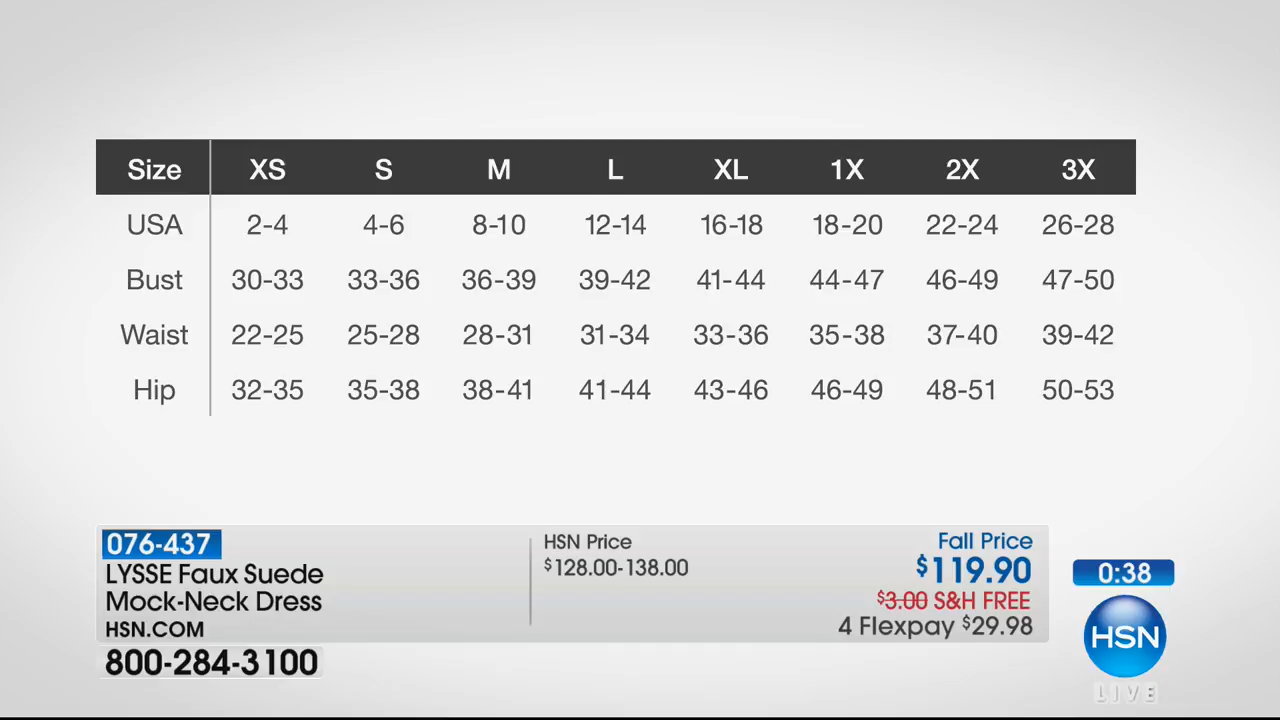 Size XS S M L XL 1X 2X 3X
USA 2-4 4-6 8-10 12-14 16-18 18-20 22-24 26-28
Bust 30-33 33-36 36-39 39-42 41-44 44-47 46-49 47-50
Waist 22-25 25-28 28-31 31-34 33-36 35-38 37-40 39-42
Hip 32-35 35-38 38-41 41-44 43-46 46-49 48-51 50-53
076-437
LYSSE Faux Suede
Mock-Neck Dress
HSN.COM
800-284-3100
HSN Price
$128.00-138.00
Fall Price
$119.90
$3.00 S&H FREE
4 Flexpay $29.98
0:38
HSN
LIVE